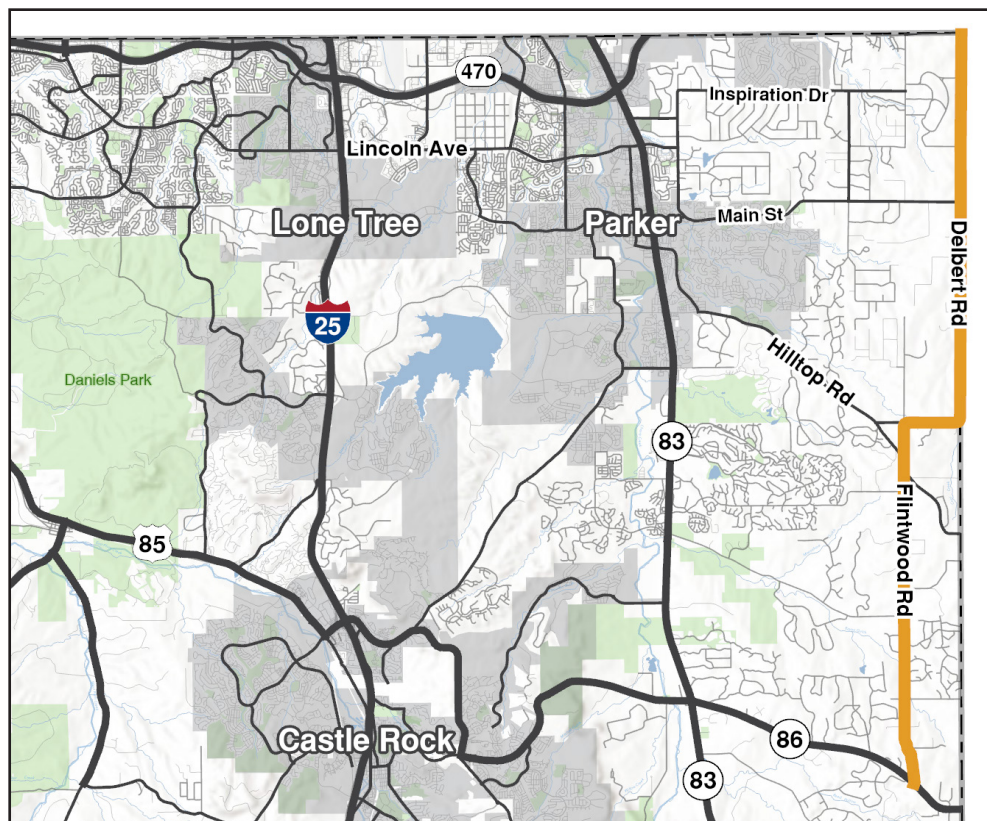 470
Inspiration Dr
Lincoln Ave
Lone Tree
Parker
Main St
Delbert Rd
25
Daniels Park
Hilltop Rd
83
Flintwood Rd
85
Castle Rock
86
83